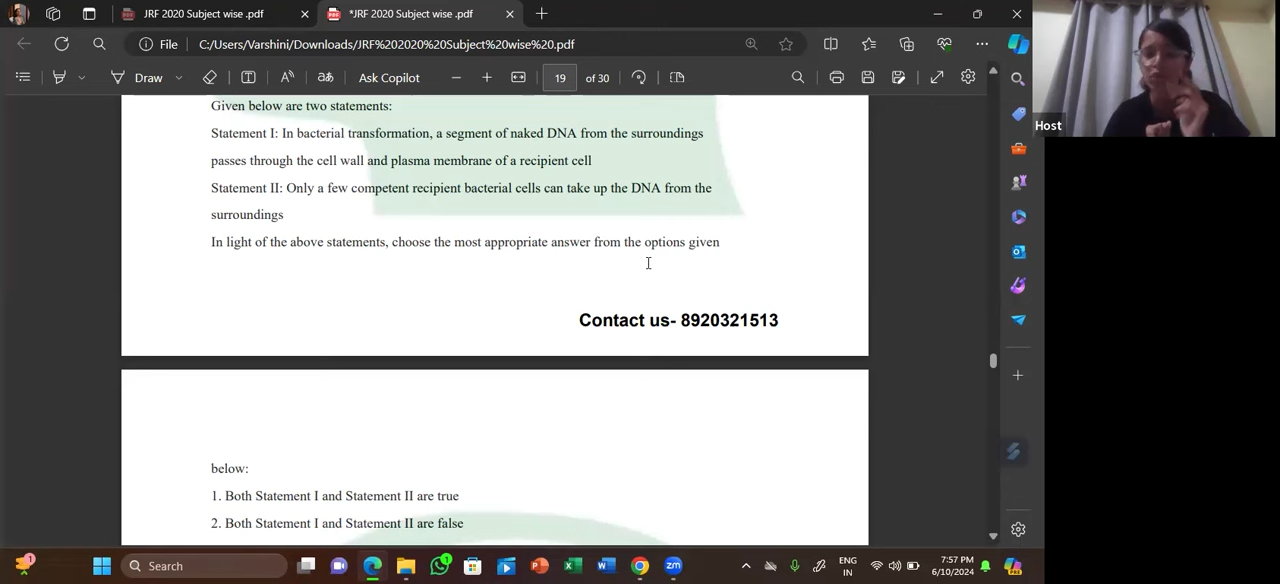 JRF 2020 Subject wise .pdf
*JRF 2020 Subject wise .pdf
File
C:/Users/Varshini/Downloads/JRF%202020%20Subject%20wise%20.pdf
Draw
Ask Copilot
19 of 30
Host
Given below are two statements:
Statement I: In bacterial transformation, a segment of naked DNA from the surroundings
passes through the cell wall and plasma membrane of a recipient cell
Statement II: Only a few competent recipient bacterial cells can take up the DNA from the
surroundings
In light of the above statements, choose the most appropriate answer from the options given
Contact us- 8920321513
below:
1. Both Statement I and Statement II are true
2. Both Statement I and Statement II are false
Search
ENG
IN
7:57 PM
6/10/2024